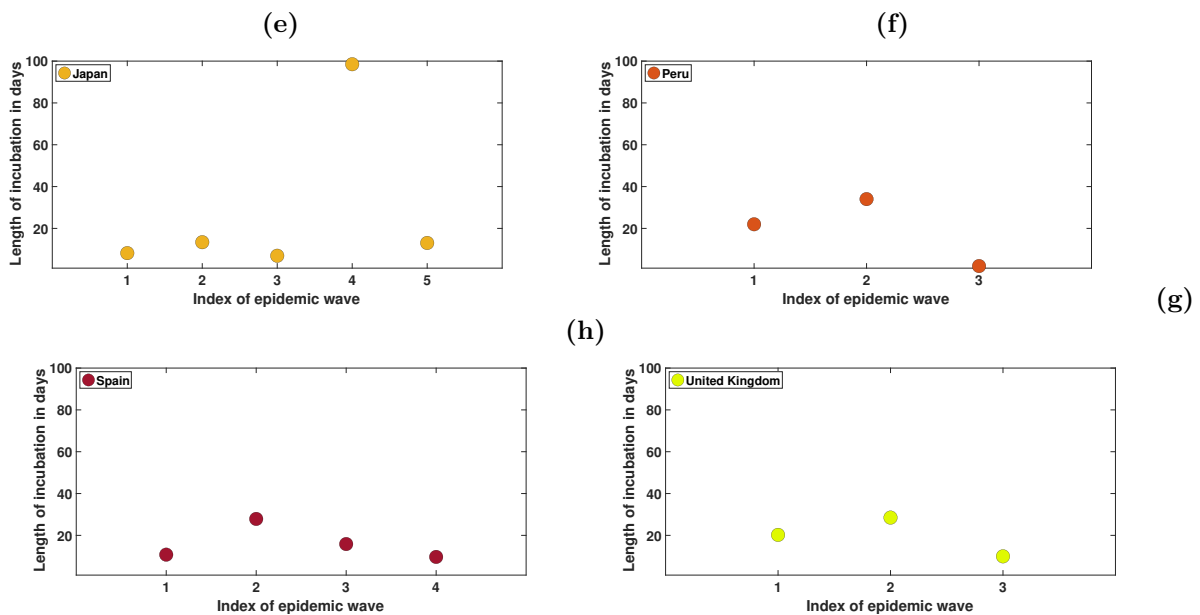 (e)
(f)
Length of incubation in days
100
80
60
40
20
Japan
1 2 3 4 5
Index of epidemic wave
Length of incubation in days
100
80
60
40
20
Peru
1 2 3
Index of epidemic wave
(g)
(h)
Length of incubation in days
100
80
60
40
20
Spain
1 2 3 4
Index of epidemic wave
Length of incubation in days
100
80
60
40
20
United Kingdom
1 2 3
Index of epidemic wave